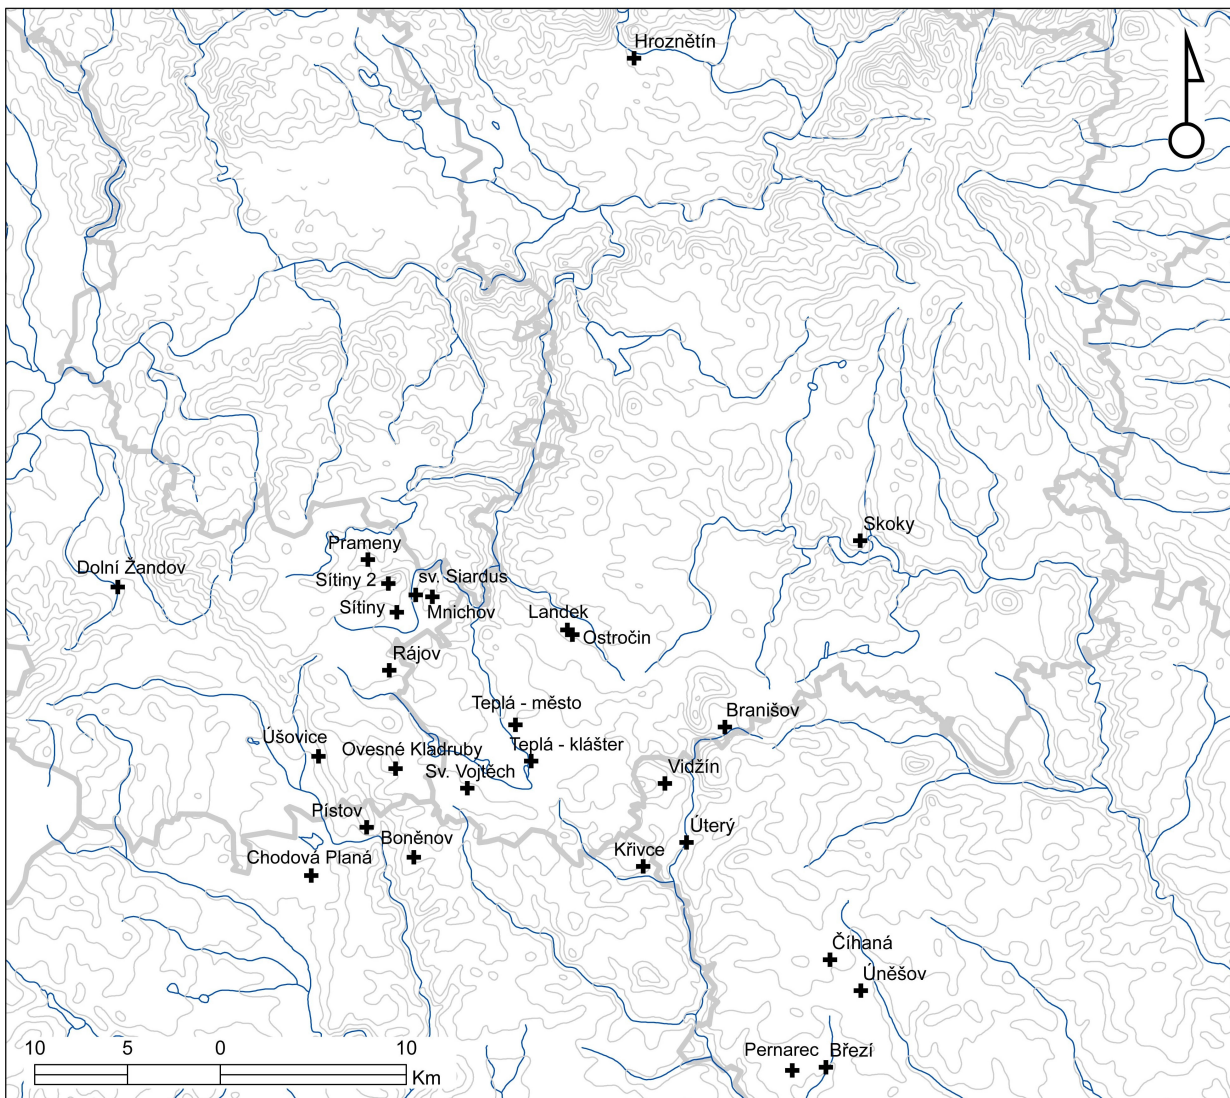 Hroznětín
Skoky
Prameny
Dolní Žandov
Sítiny 2
sv. Siardus
Sítiny
Mnichov
Landek
Ostročin
Rájov
Teplá - město
Branišov
Úšovice
Ovesné Kládruby
Teplá - klášter
Sv. Vojtěch
Vidžín
Pístov
Úterý
Boněnov
Křivce
Chodová Planá
Číhaná
Úněšov
Pernarec
Březí
10 5 0 10
Km